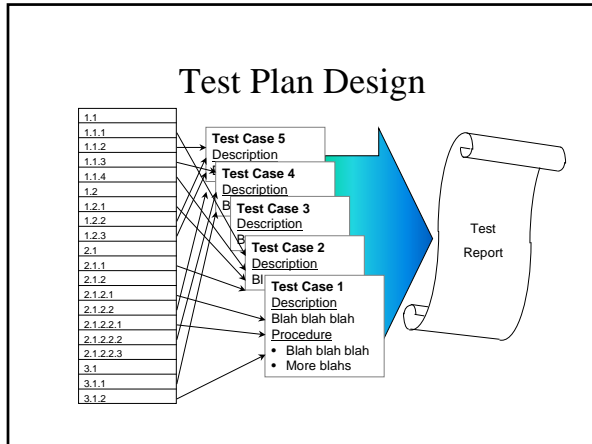 Test Plan Design
1.1
1.1.1
1.1.2
1.1.3
1.1.4
1.2
1.2.1
1.2.2
1.2.3
2.1
2.1.1
2.1.2
2.1.2.1
2.1.2.2
2.1.2.2.1
2.1.2.2.2
2.1.2.2.3
3.1
3.1.1
3.1.2
Test Case 5
Description
Test Case 4
Description
Test Case 3
Description
Test Case 2
Description
Test Case 1
Description
Blah blah blah
Procedure
• Blah blah blah
• More blahs
Test
Report